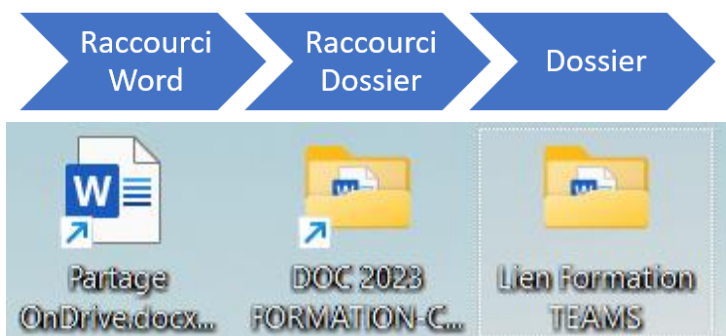 Raccourci
Word
Raccourci
Dossier
Dossier
W
Partage
OnDrive.docx...
DOC 2023
FORMATION-C...
Lien Formation
TEAMS